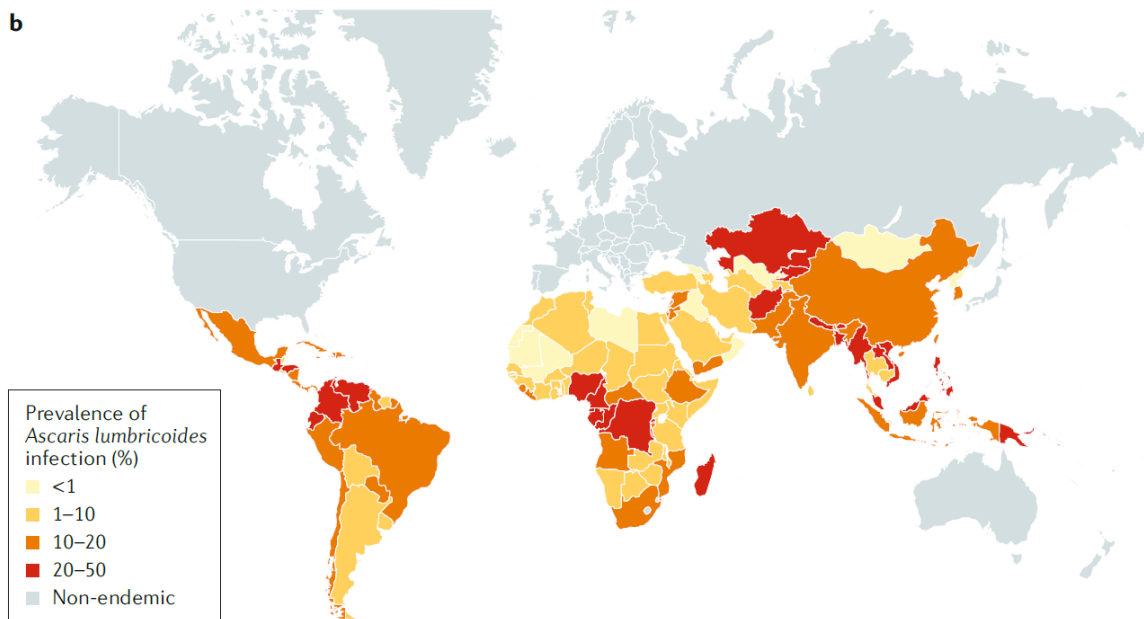 b
Prevalence of
Ascaris lumbricoides
infection (%)
<1
1–10
10–20
20–50
Non-endemic